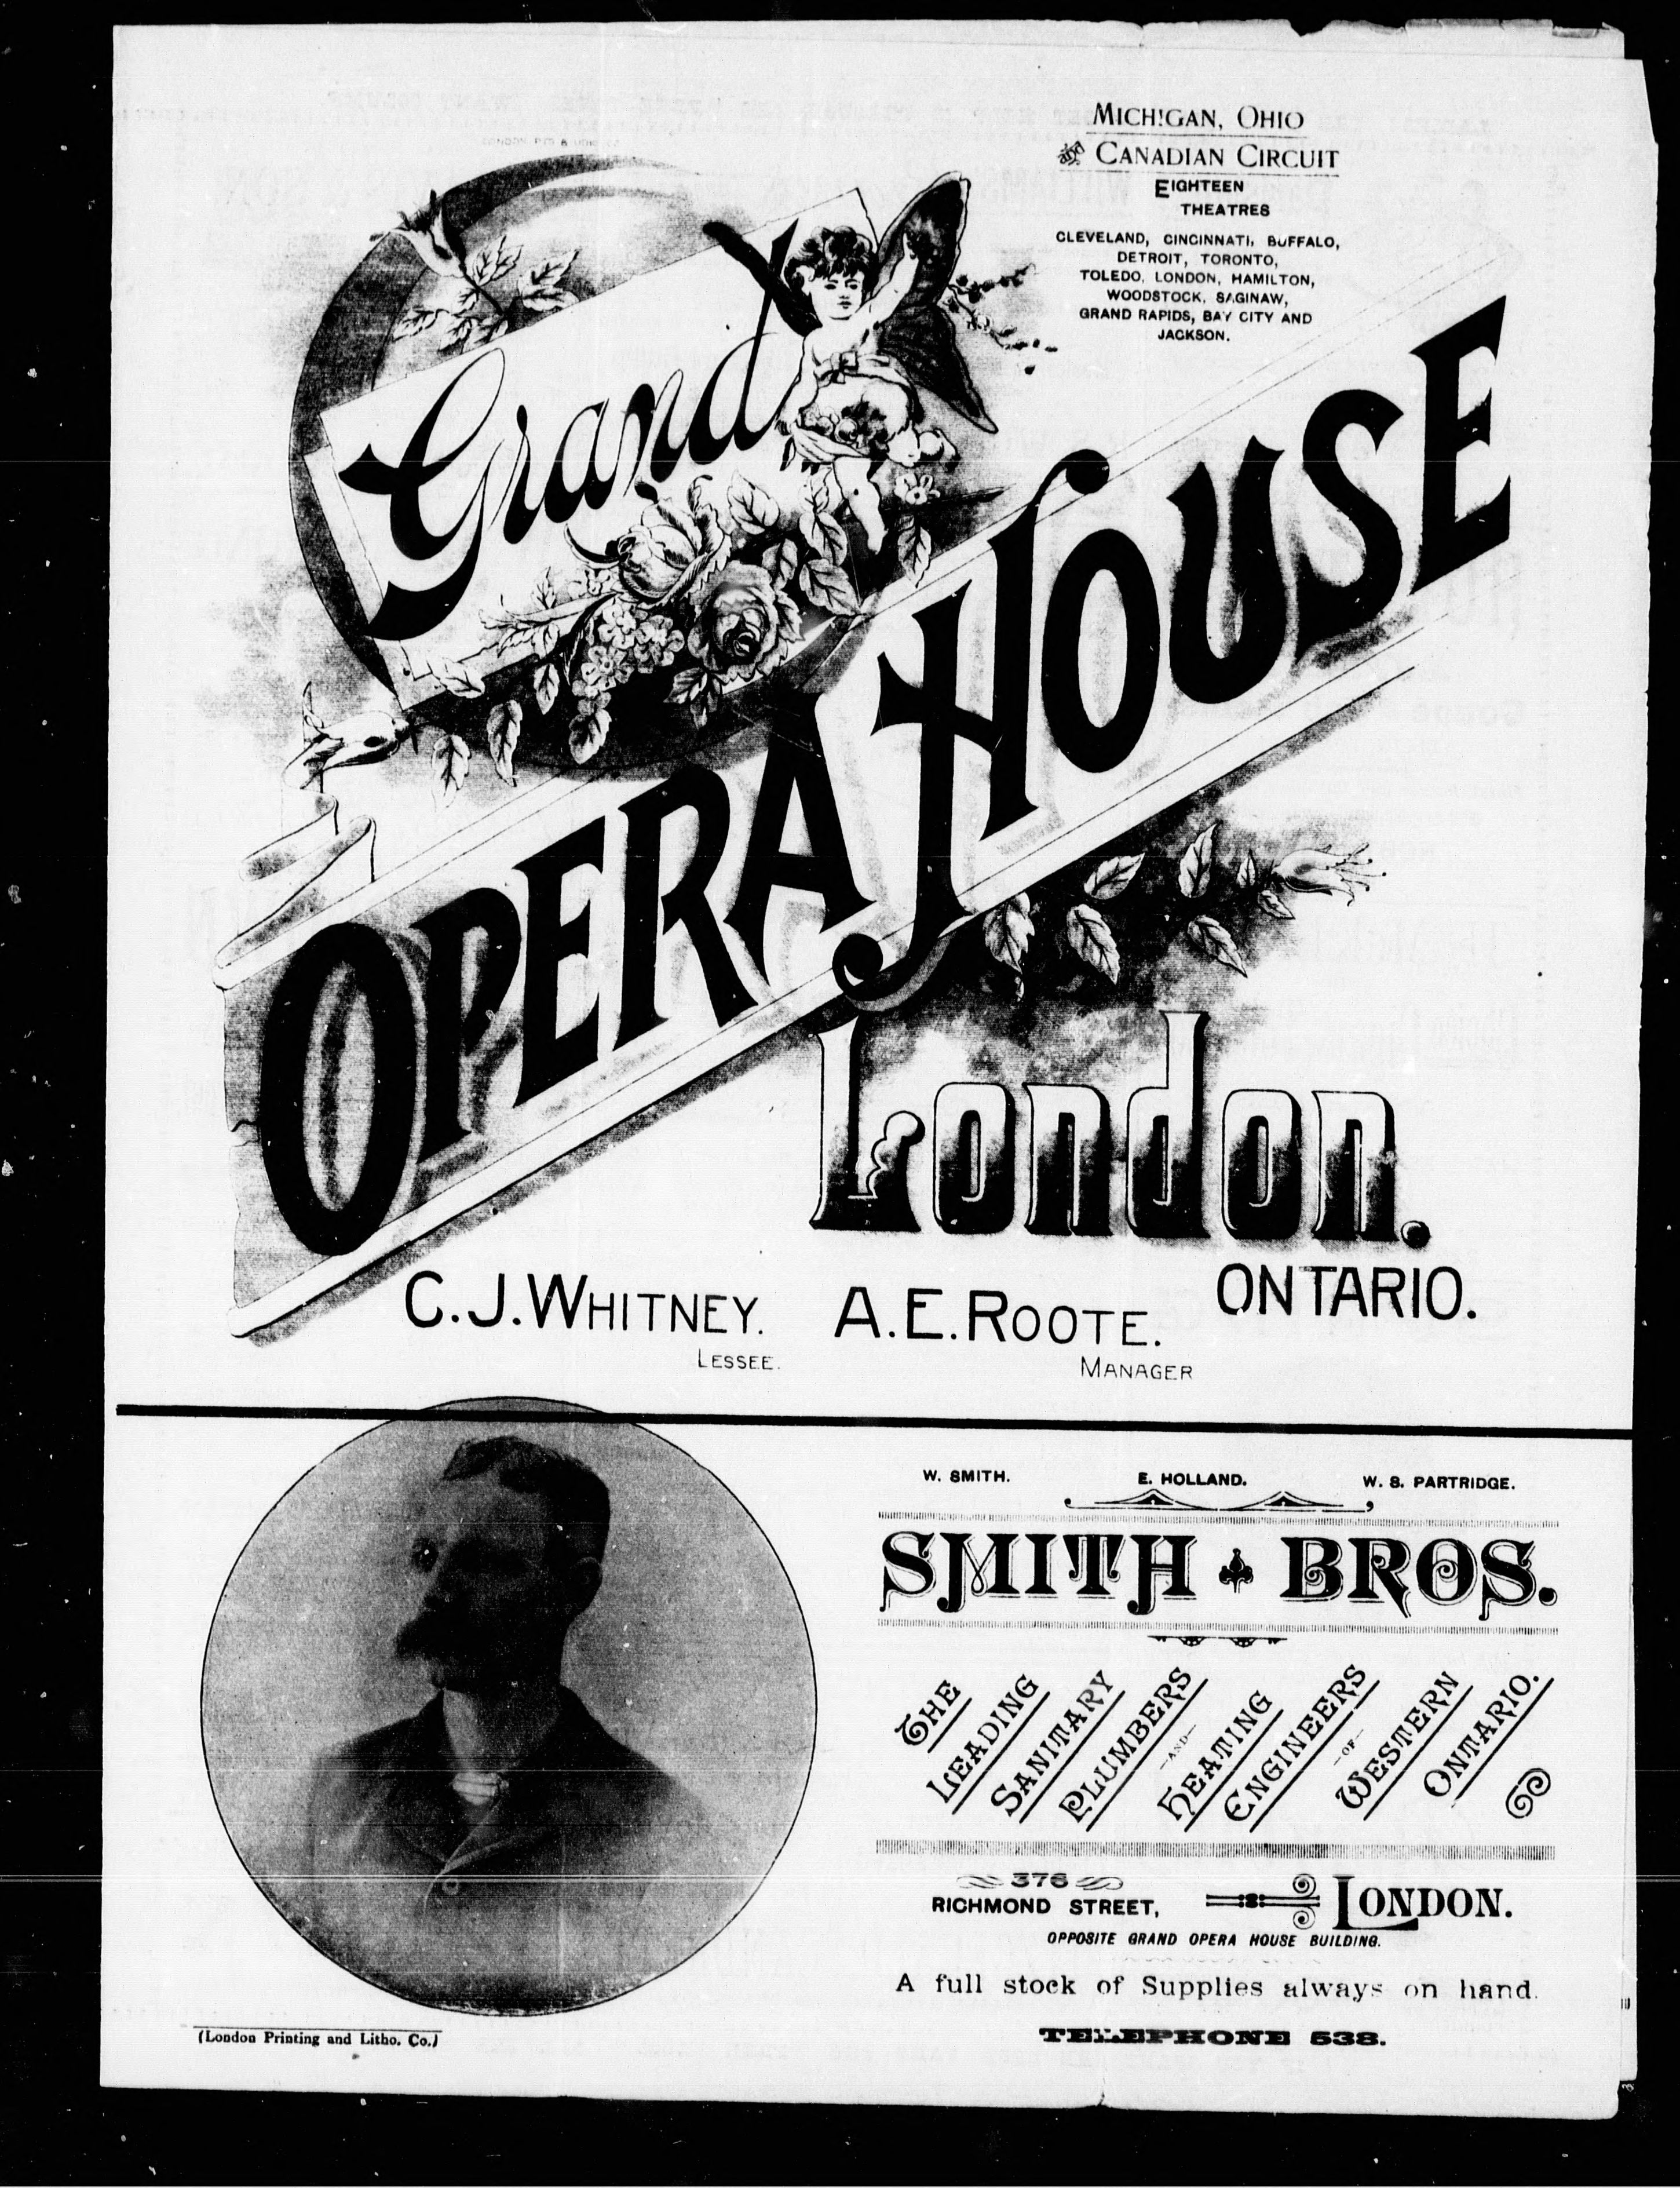 MICHIGAN, OHIO
and CANADIAN CIRCUIT
EIGHTEEN
THEATRES
CLEVELAND, CINCINNATI, BUFFALO,
DETROIT, TORONTO,
TOLEDO, LONDON, HAMILTON,
WOODSTOCK, SAGINAW,
GRAND RAPIDS, BAY CITY AND
JACKSON.
Grand
OPERA HOUSE
London.
ONTARIO.
C. J. WHITNEY.
LESSEE.
A. E. ROOTE.
MANAGER
W. SMITH. E. HOLLAND. W. S. PARTRIDGE.
SMITH BROS.
THE
LEADING
SANITARY
PLUMBERS
—AND—
HEATING
ENGINEERS
—OF—
WESTERN
ONTARIO.
376
RICHMOND STREET, LONDON.
OPPOSITE GRAND OPERA HOUSE BUILDING.
A full stock of Supplies always on hand.
TELEPHONE 538.
(London Printing and Litho. Co.)